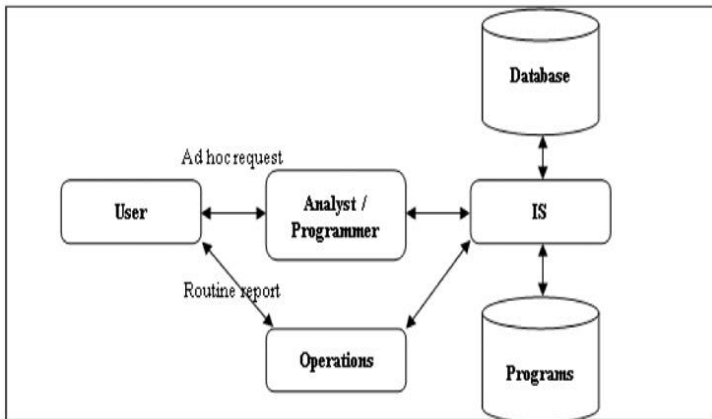 Database
Ad hoc request
User
Analyst /
Programmer
IS
Routine report
Operations
Programs